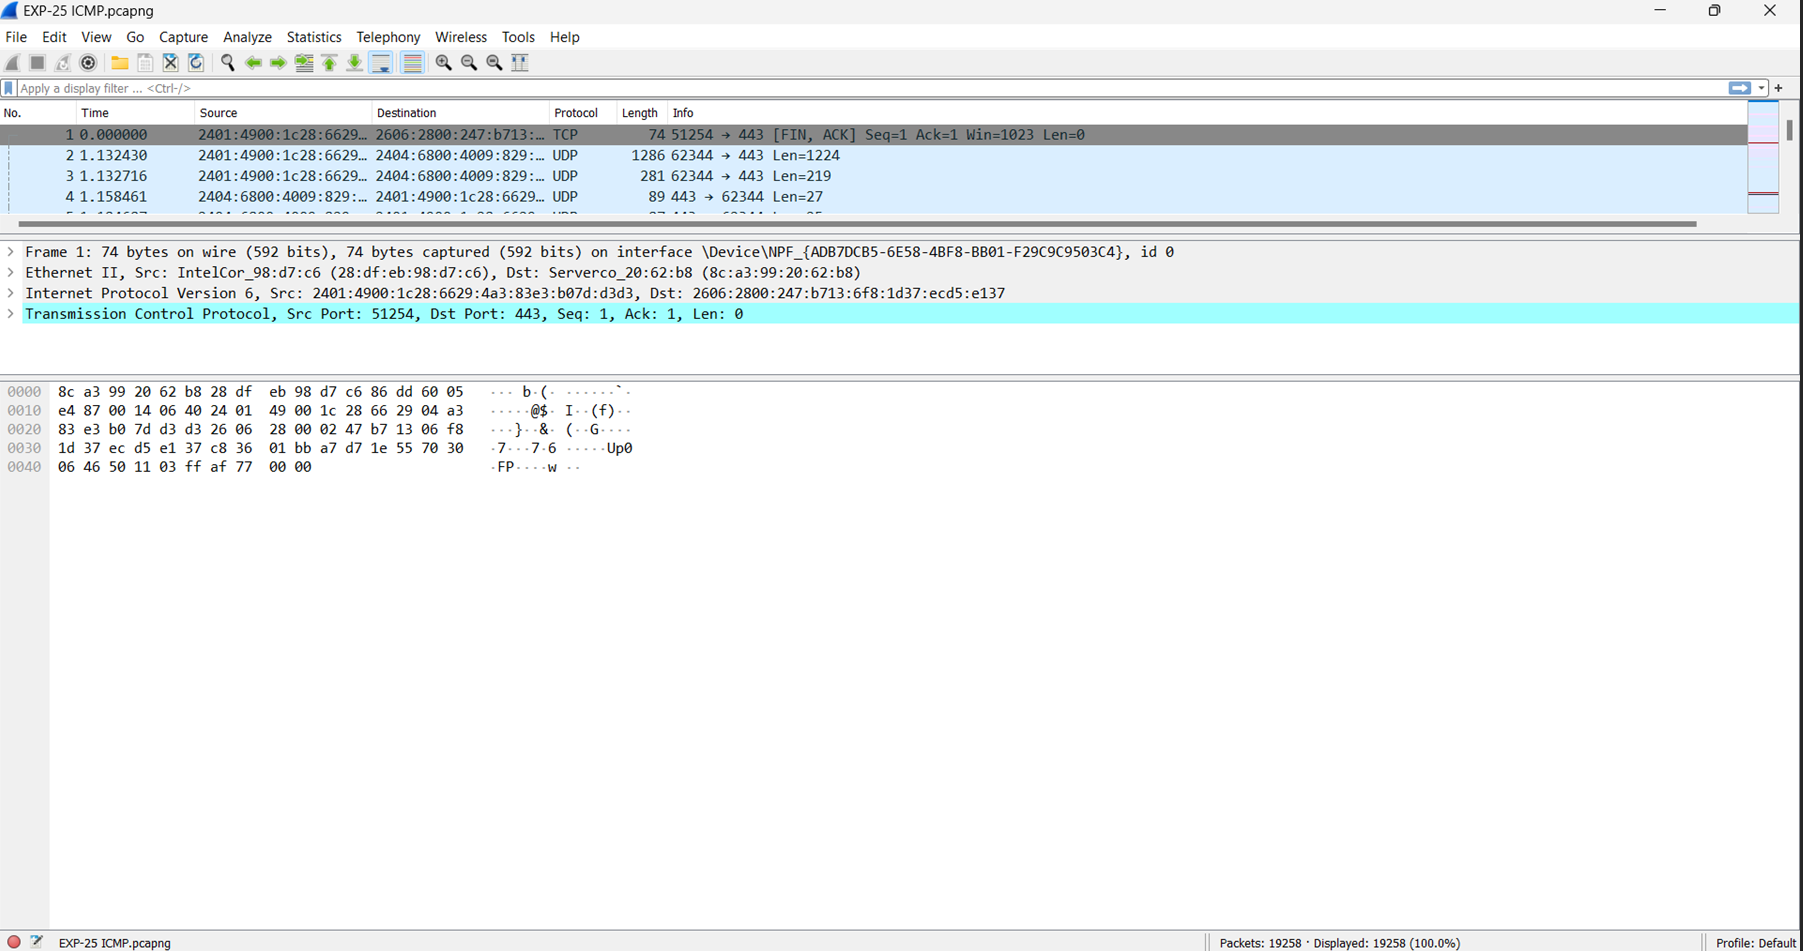 EXP-25 ICMP.pcapng
File Edit View Go Capture Analyze Statistics Telephony Wireless Tools Help
Apply a display filter ... <Ctrl-/>
No. Time Source Destination Protocol Length Info
1 0.000000 2401:4900:1c28:6629… 2606:2800:247:b713:… TCP 74 51254 → 443 [FIN, ACK] Seq=1 Ack=1 Win=1023 Len=0
2 1.132430 2401:4900:1c28:6629… 2404:6800:4009:829:… UDP 1286 62344 → 443 Len=1224
3 1.132716 2401:4900:1c28:6629… 2404:6800:4009:829:… UDP 281 62344 → 443 Len=219
4 1.158461 2404:6800:4009:829:… 2401:4900:1c28:6629… UDP 89 443 → 62344 Len=27
Frame 1: 74 bytes on wire (592 bits), 74 bytes captured (592 bits) on interface \Device\NPF_{ADB7DCB5-6E58-4BF8-BB01-F29C9C9503C4}, id 0
Ethernet II, Src: IntelCor_98:d7:c6 (28:df:eb:98:d7:c6), Dst: Serverco_20:62:b8 (8c:a3:99:20:62:b8)
Internet Protocol Version 6, Src: 2401:4900:1c28:6629:4a3:83e3:b07d:d3d3, Dst: 2606:2800:247:b713:6f8:1d37:ecd5:e137
Transmission Control Protocol, Src Port: 51254, Dst Port: 443, Seq: 1, Ack: 1, Len: 0
0000 8c a3 99 20 62 b8 28 df eb 98 d7 c6 86 dd 60 05 ··· b·(· ······`·
0010 e4 87 00 14 06 40 24 01 49 00 1c 28 66 29 04 a3 ·····@$· I··(f)··
0020 83 e3 b0 7d d3 d3 26 06 28 00 02 47 b7 13 06 f8 ···}··&· (··G····
0030 1d 37 ec d5 e1 37 c8 36 01 bb a7 d7 1e 55 70 30 ·7···7·6 ·····Up0
0040 06 46 50 11 03 ff af 77 00 00 ·FP····w ··
EXP-25 ICMP.pcapng
Packets: 19258 · Displayed: 19258 (100.0%)
Profile: Default